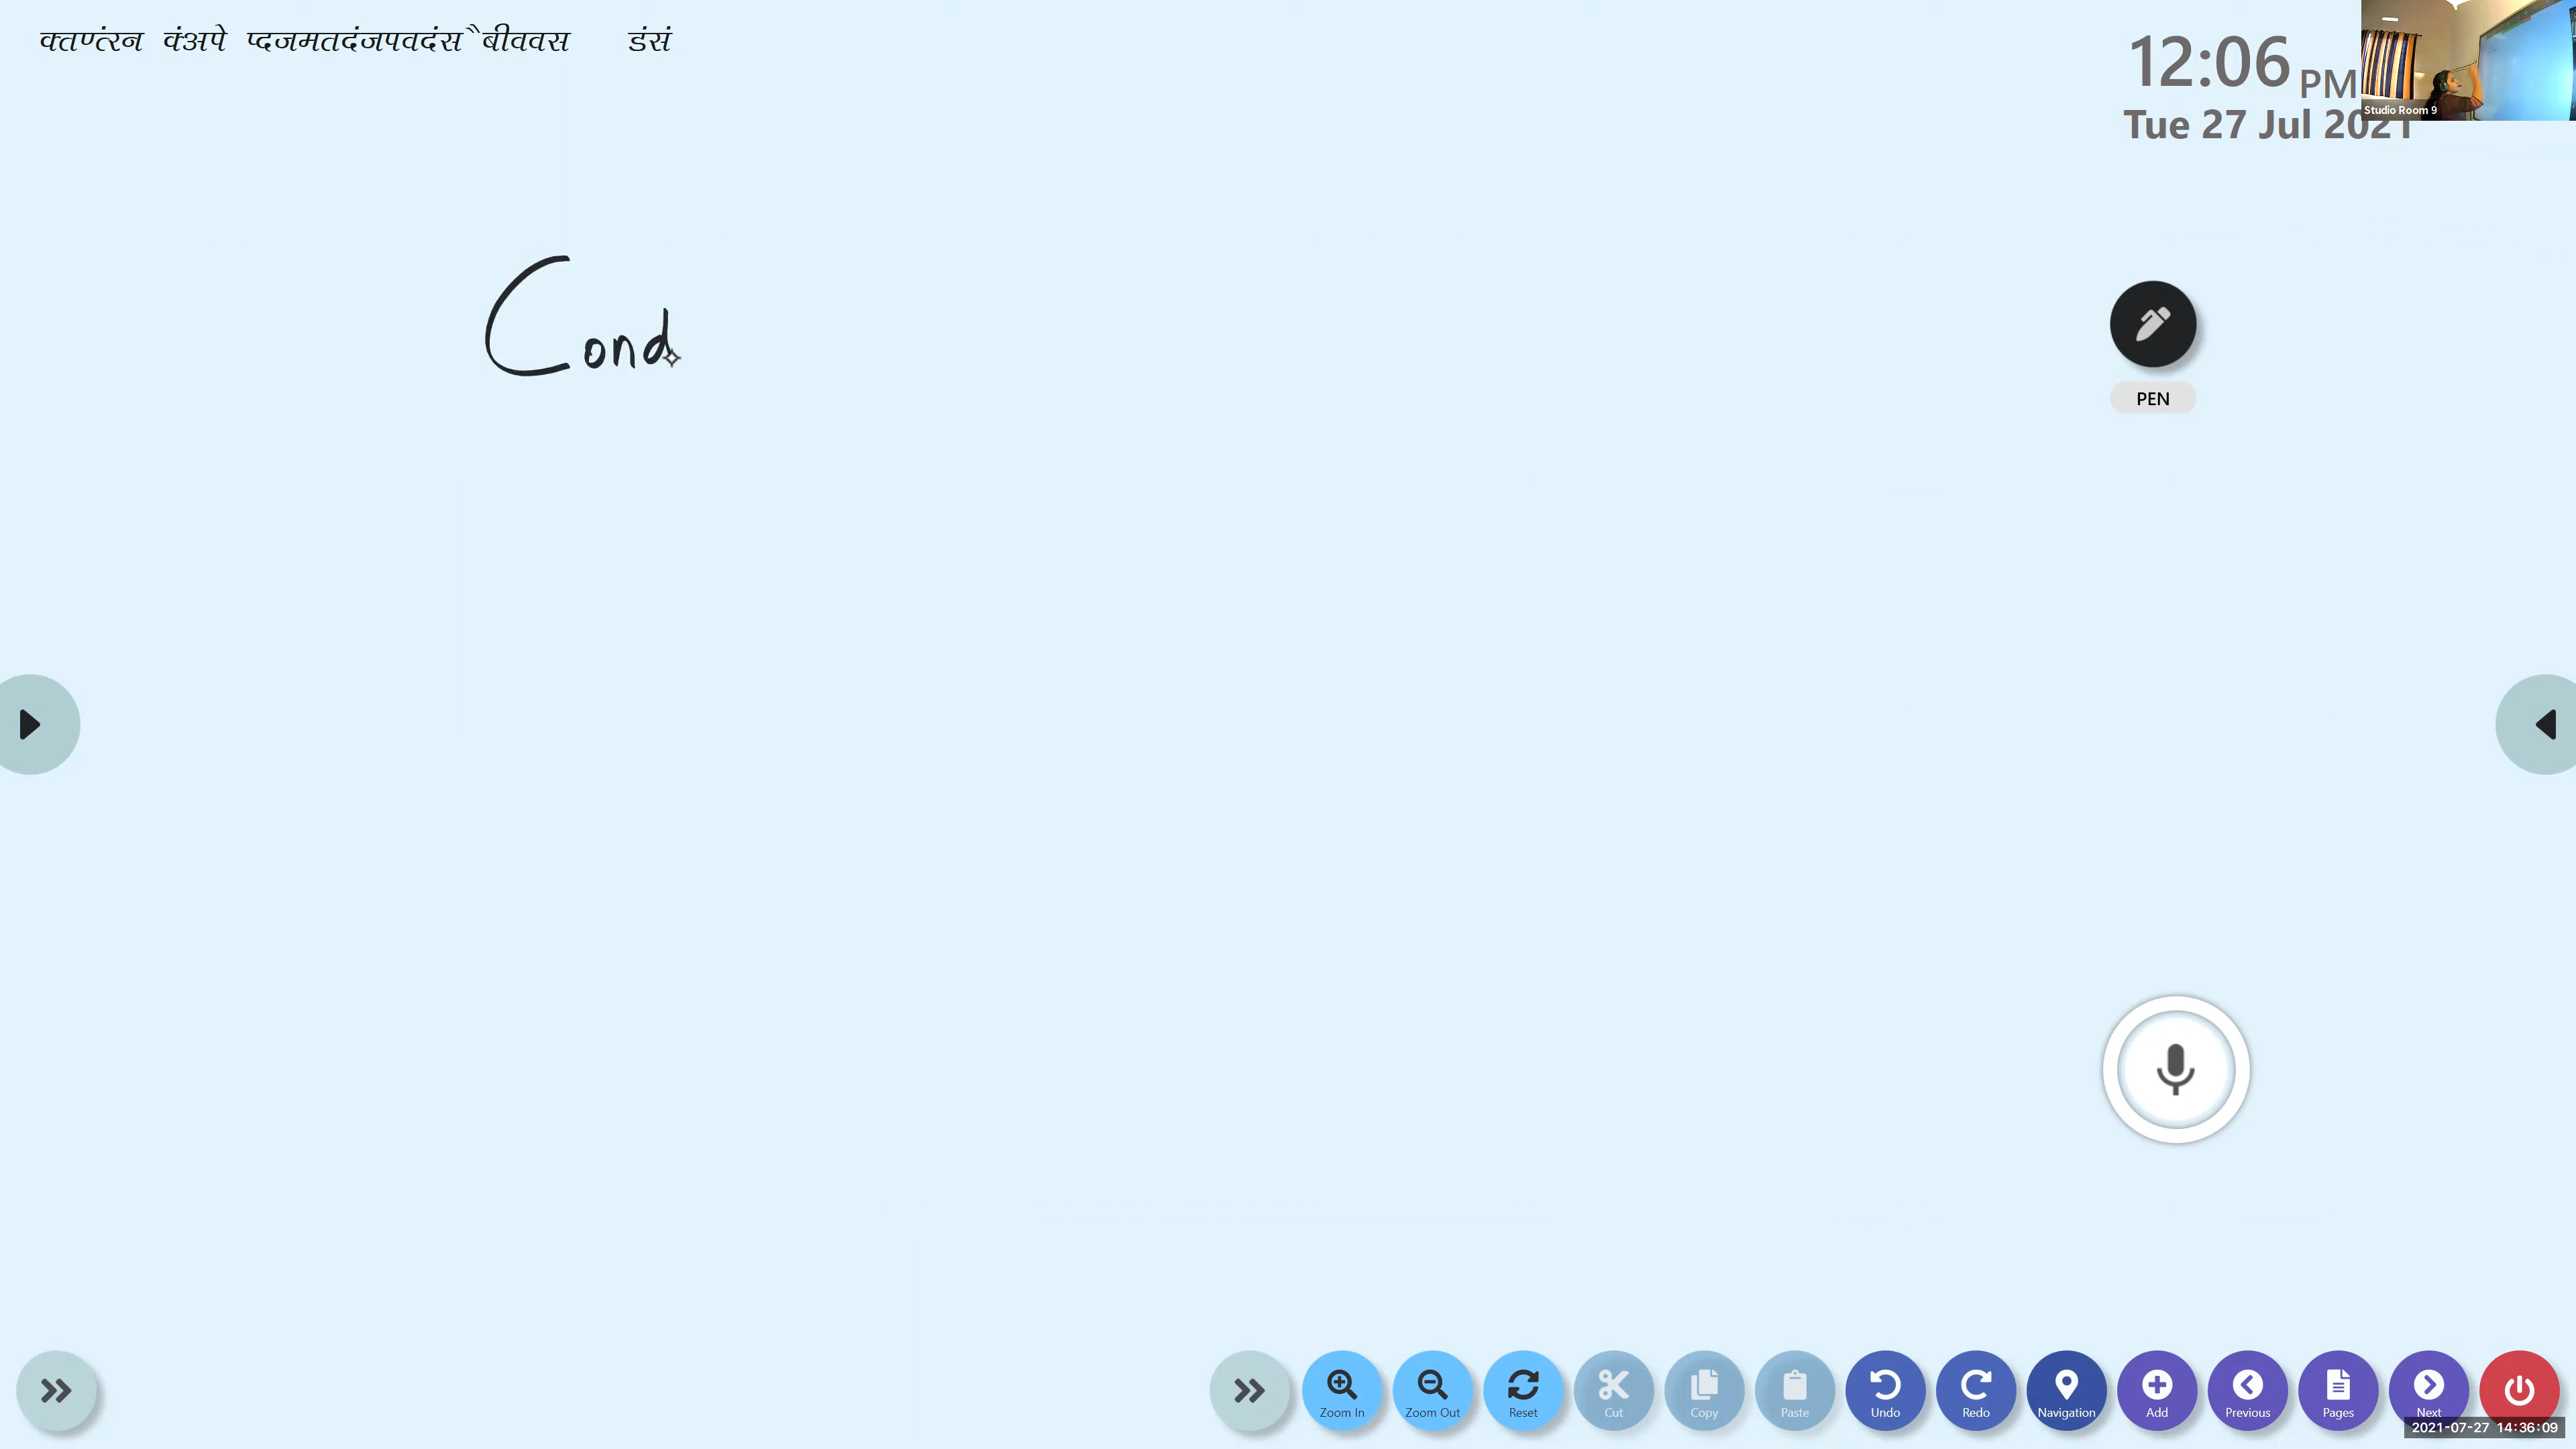 क्तण्त्ंरन क्ंअपे प्दजमतदंजपवदंस ैबीववस डंसं
12:06 PM
Studio Room 9
Tue 27 Jul 2021
Cond
PEN
Zoom In Zoom Out Reset Cut Copy Paste Undo Redo Navigation Add Previous Pages Next
2021-07-27 14:36:09